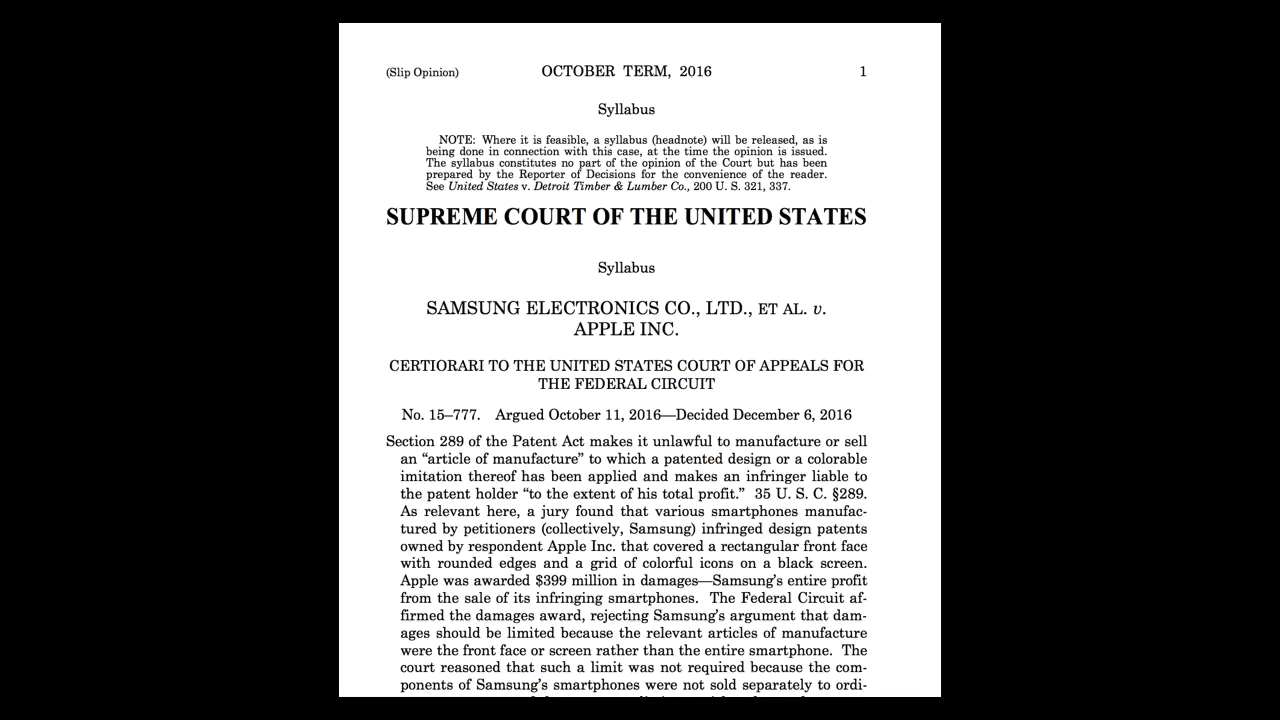 (Slip Opinion) OCTOBER TERM, 2016 1
Syllabus
NOTE: Where it is feasible, a syllabus (headnote) will be released, as is
being done in connection with this case, at the time the opinion is issued.
The syllabus constitutes no part of the opinion of the Court but has been
prepared by the Reporter of Decisions for the convenience of the reader.
See United States v. Detroit Timber & Lumber Co., 200 U. S. 321, 337.
SUPREME COURT OF THE UNITED STATES
Syllabus
SAMSUNG ELECTRONICS CO., LTD., ET AL. v.
APPLE INC.
CERTIORARI TO THE UNITED STATES COURT OF APPEALS FOR
THE FEDERAL CIRCUIT
No. 15–777. Argued October 11, 2016—Decided December 6, 2016
Section 289 of the Patent Act makes it unlawful to manufacture or sell
an “article of manufacture” to which a patented design or a colorable
imitation thereof has been applied and makes an infringer liable to
the patent holder “to the extent of his total profit.” 35 U. S. C. §289.
As relevant here, a jury found that various smartphones manufac-
tured by petitioners (collectively, Samsung) infringed design patents
owned by respondent Apple Inc. that covered a rectangular front face
with rounded edges and a grid of colorful icons on a black screen.
Apple was awarded $399 million in damages—Samsung’s entire profit
from the sale of its infringing smartphones. The Federal Circuit af-
firmed the damages award, rejecting Samsung’s argument that dam-
ages should be limited because the relevant articles of manufacture
were the front face or screen rather than the entire smartphone. The
court reasoned that such a limit was not required because the com-
ponents of Samsung’s smartphones were not sold separately to ordi-